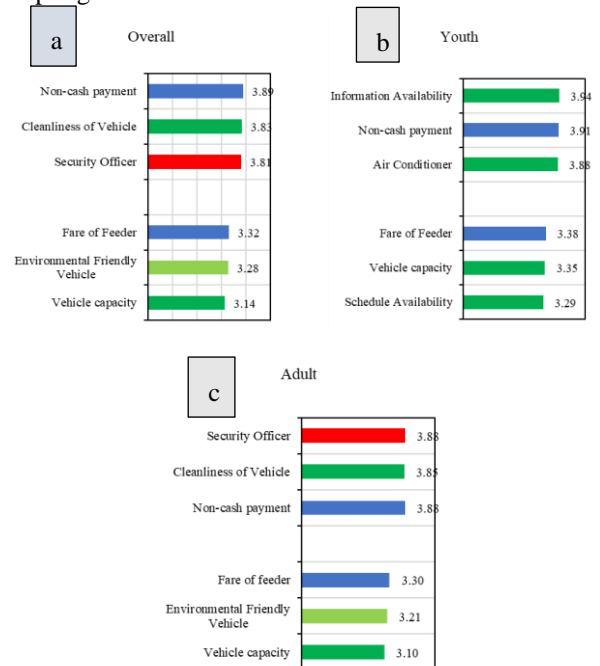 a
Overall
Non-cash payment 3.89
Cleanliness of Vehicle 3.83
Security Officer 3.81
Fare of Feeder 3.32
Environmental Friendly
Vehicle 3.28
Vehicle capacity 3.14
b
Youth
Information Availability 3.94
Non-cash payment 3.91
Air Conditioner 3.88
Fare of Feeder 3.38
Vehicle capacity 3.35
Schedule Availability 3.29
c
Adult
Security Officer 3.88
Cleanliness of Vehicle 3.85
Non-cash payment 3.88
Fare of feeder 3.30
Environmental Friendly
Vehicle 3.21
Vehicle capacity 3.10